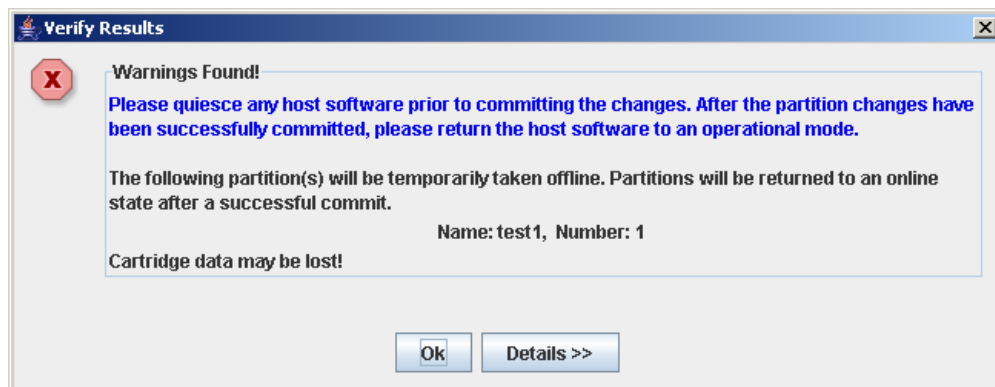 Verify Results
Warnings Found!
Please quiesce any host software prior to committing the changes. After the partition changes have
been successfully committed, please return the host software to an operational mode.
The following partition(s) will be temporarily taken offline. Partitions will be returned to an online
state after a successful commit.
Name: test1, Number: 1
Cartridge data may be lost!
Ok
Details >>